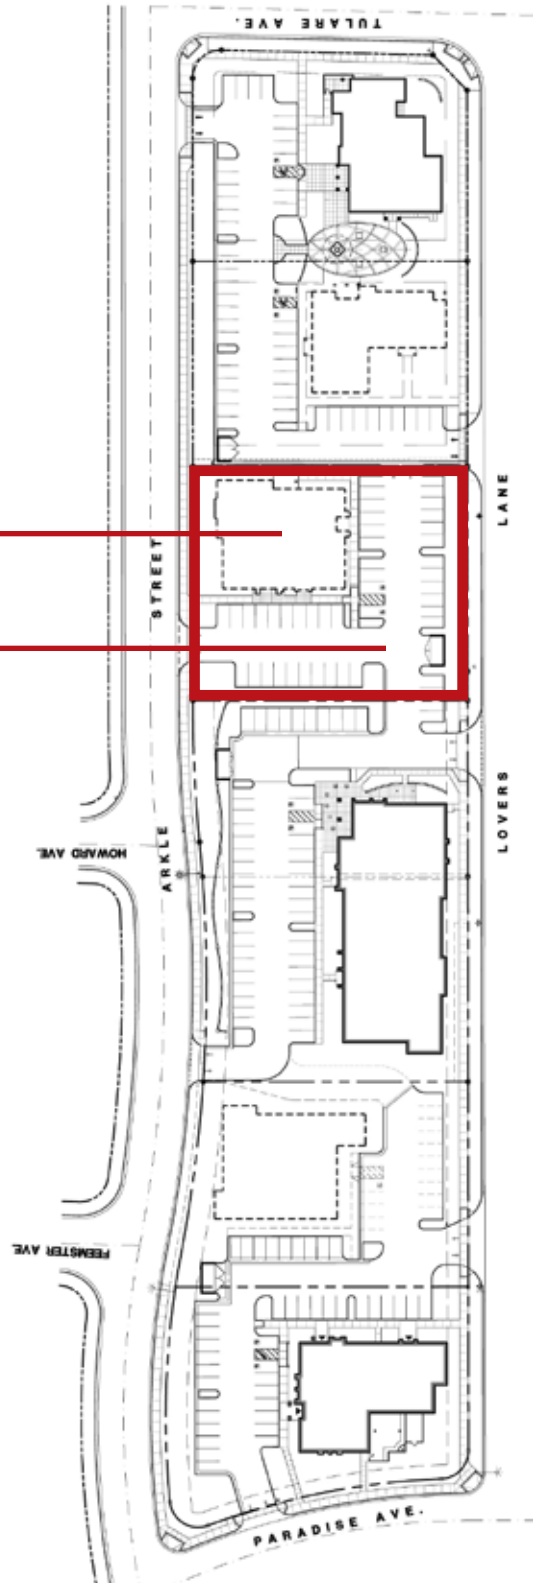 TULARE AVE.
LANE
STREET
LOVERS
ARKLE
HOWARD AVE.
FEEMSTER AVE.
PARADISE AVE.